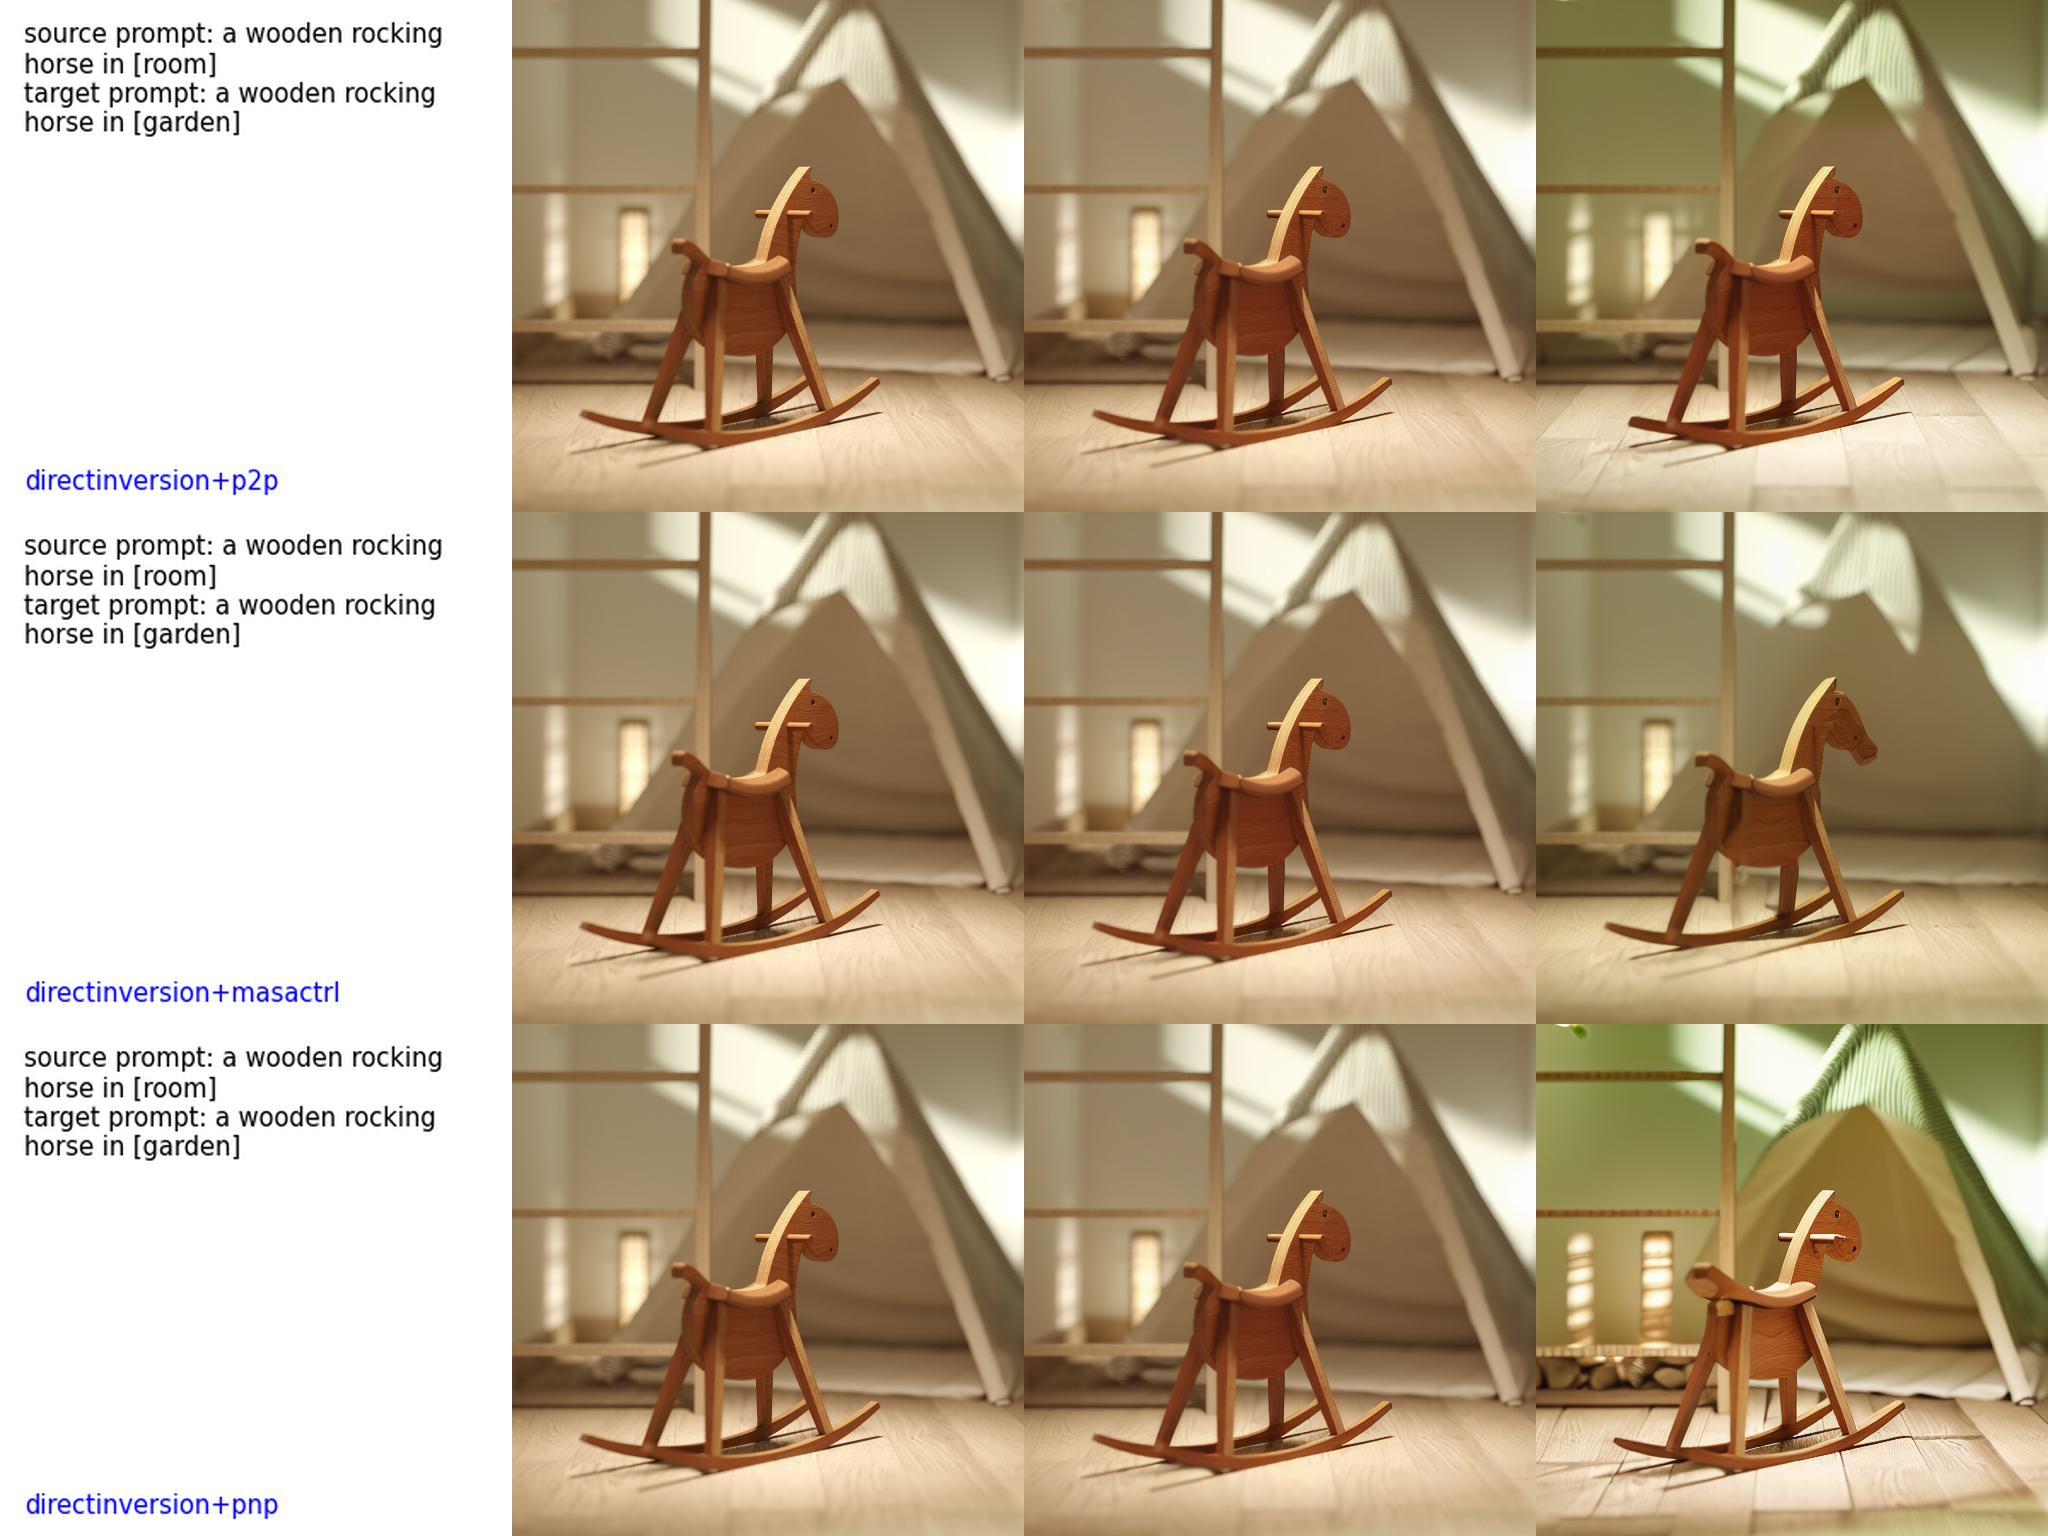 source prompt: a wooden rocking
horse in [room]
target prompt: a wooden rocking
horse in [garden]
directinversion+p2p
source prompt: a wooden rocking
horse in [room]
target prompt: a wooden rocking
horse in [garden]
directinversion+masactrl
source prompt: a wooden rocking
horse in [room]
target prompt: a wooden rocking
horse in [garden]
directinversion+pnp